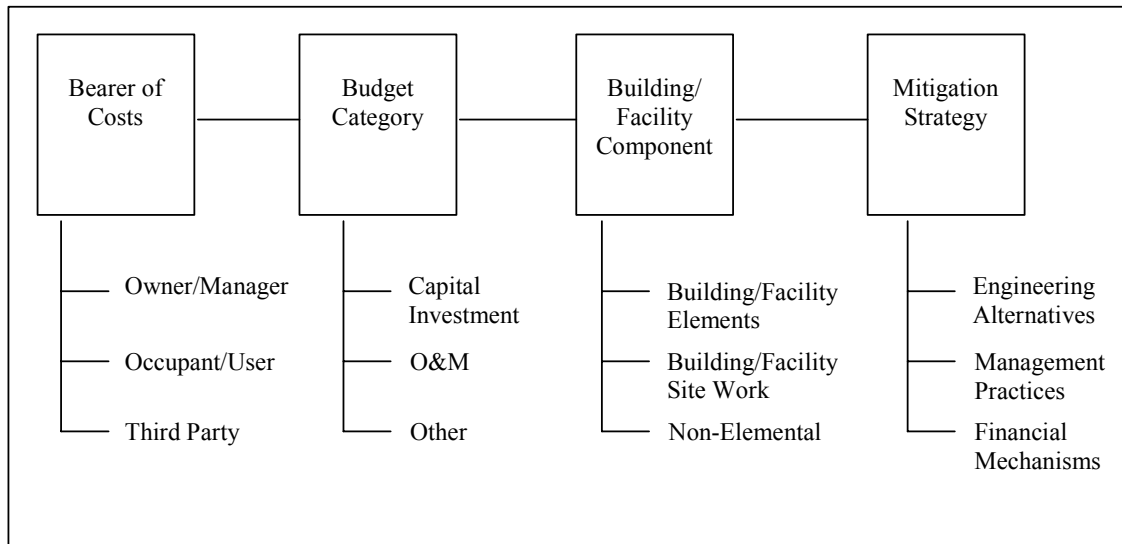 Bearer of
Costs
Budget
Category
Building/
Facility
Component
Mitigation
Strategy
Owner/Manager
Occupant/User
Third Party
Capital
Investment
O&M
Other
Building/Facility
Elements
Building/Facility
Site Work
Non-Elemental
Engineering
Alternatives
Management
Practices
Financial
Mechanisms